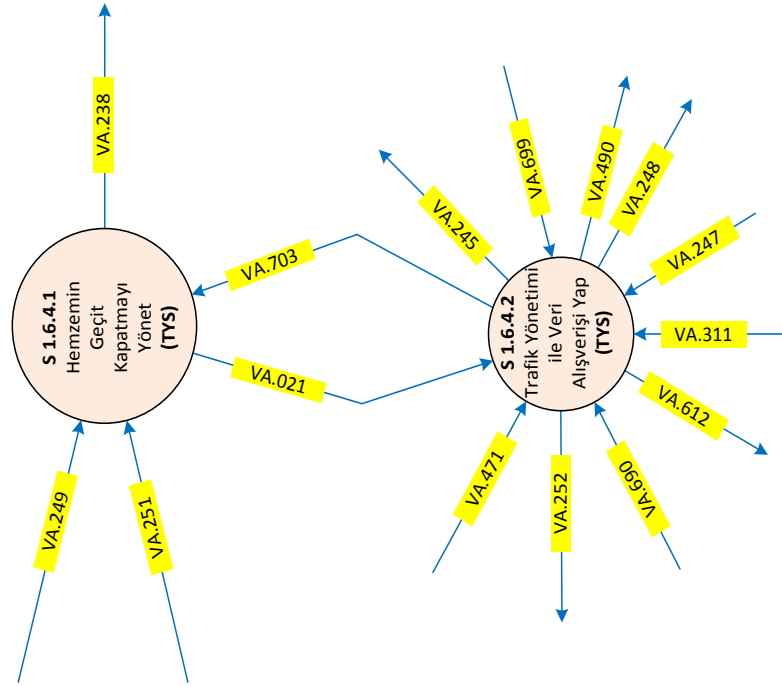 VA.238
S 1.6.4.1
Hemzemin
Geçit
Kapatmayı
Yönet
(TYS)
VA.703
VA.021
VA.249
VA.251
VA.699
VA.490
VA.248
VA.245
VA.247
VA.311
S 1.6.4.2
Trafik Yönetimi
ile Veri
Alışverişi Yap
(TYS)
VA.612
VA.471
VA.252
VA.690